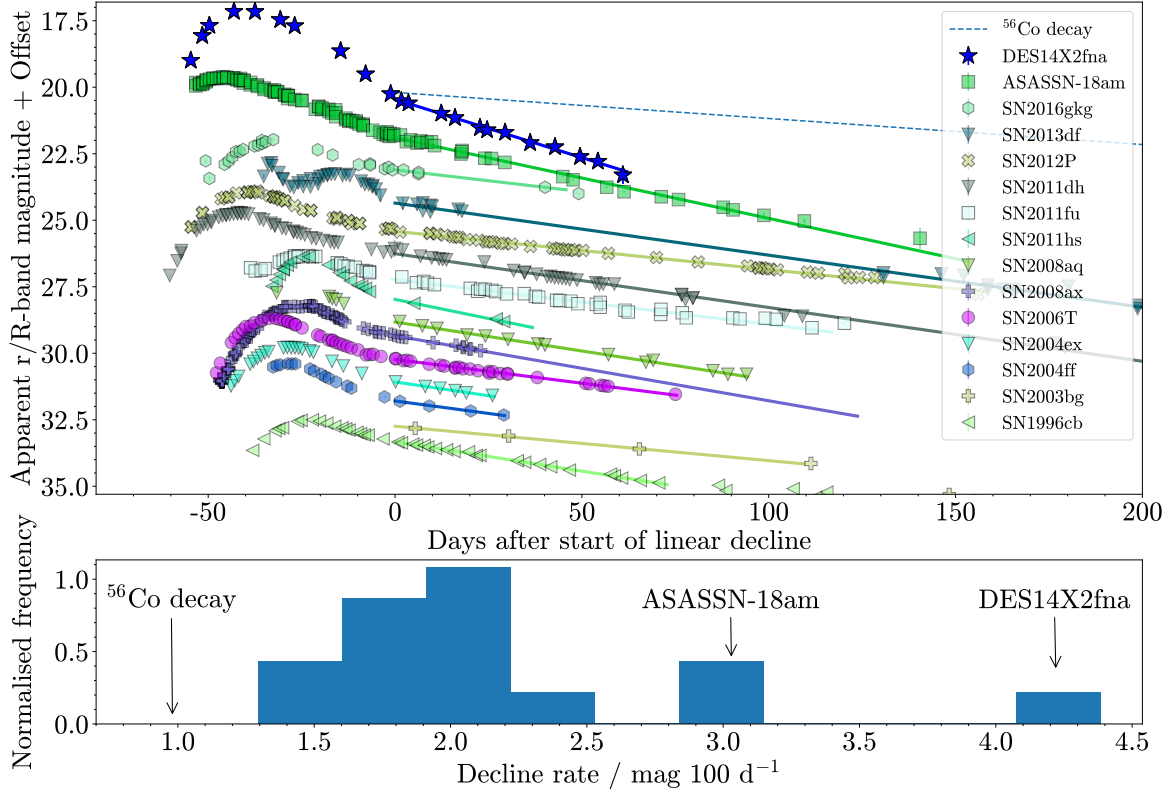 Apparent r/R-band magnitude + Offset
17.5
20.0
22.5
25.0
27.5
30.0
32.5
35.0
-50
0
50
100
150
200
Days after start of linear decline
⁵⁶Co decay
DES14X2fna
ASASSN-18am
SN2016gkg
SN2013df
SN2012P
SN2011dh
SN2011fu
SN2011hs
SN2008aq
SN2008ax
SN2006T
SN2004ex
SN2004ff
SN2003bg
SN1996cb
Normalised frequency
1.0
0.5
0.0
⁵⁶Co decay
ASASSN-18am
DES14X2fna
1.0
1.5
2.0
2.5
3.0
3.5
4.0
4.5
Decline rate / mag 100 d⁻¹